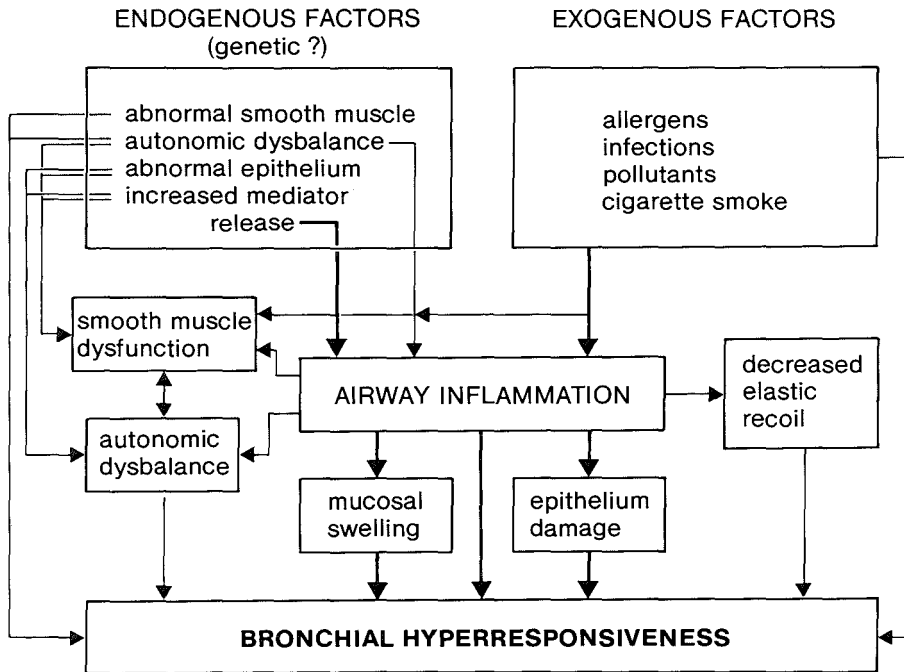 ENDOGENOUS FACTORS
(genetic ?)
EXOGENOUS FACTORS
abnormal smooth muscle
autonomic dysbalance
abnormal epithelium
increased mediator
release
allergens
infections
pollutants
cigarette smoke
smooth muscle
dysfunction
AIRWAY INFLAMMATION
decreased
elastic
recoil
autonomic
dysbalance
mucosal
swelling
epithelium
damage
BRONCHIAL HYPERRESPONSIVENESS